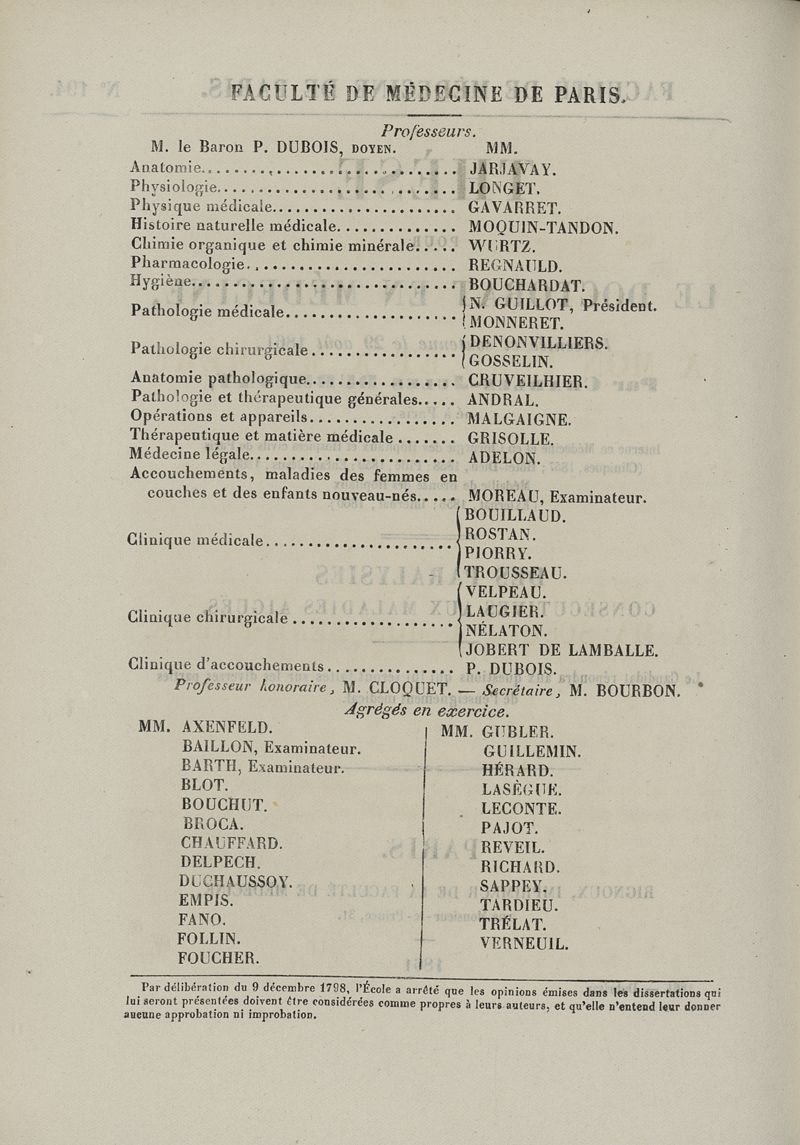 FACULTÉ DE MÉDECINE DE PARIS.
Professeurs.
M. le Baron P. DUBOIS, DOYEN. MM.
Anatomie........................ JARJAVAY.
Physiologie........................ LONGET.
Physique médicale...................... GAVARRET.
Histoire naturelle médicale.............. MOQUIN-TANDON.
Chimie organique et chimie minérale..... WURTZ.
Pharmacologie........................ REGNAULD.
Hygiène............................... BOUCHARDAT.
Pathologie médicale.................... { N. GUILLOT, Président.
MONNERET.
Pathologie chirurgicale................. { DENONVILLIERS.
GOSSELIN.
Anatomie pathologique.................. CRUVEILHIER.
Pathologie et thérapeutique générales..... ANDRAL.
Opérations et appareils................. MALGAIGNE.
Thérapeutique et matière médicale ....... GRISOLLE.
Médecine légale........................ ADELON.
Accouchements, maladies des femmes en
couches et des enfants nouveau-nés..... MOREAU, Examinateur.
Clinique médicale...................... { BOUILLAUD.
ROSTAN.
PIORRY.
TROUSSEAU.
Clinique chirurgicale ................... { VELPEAU.
LAUGIER.
NÉLATON.
JOBERT DE LAMBALLE.
Clinique d'accouchements............... P. DUBOIS.
Professeur honoraire, M. CLOQUET. — Secrétaire, M. BOURBON.
Agrégés en exercice.
MM. AXENFELD.
BAILLON, Examinateur.
BARTH, Examinateur.
BLOT.
BOUCHUT.
BROCA.
CHAUFFARD.
DELPECH.
DUCHAUSSOY.
EMPIS.
FANO.
FOLLIN.
FOUCHER.
MM. GUBLER.
GUILLEMIN.
HÉRARD.
LASÈGUE.
LECONTE.
PAJOT.
REVEIL.
RICHARD.
SAPPEY.
TARDIEU.
TRÉLAT.
VERNEUIL.
Par délibération du 9 décembre 1798, l'École a arrêté que les opinions émises dans les dissertations qui
lui seront présentées doivent être considérées comme propres à leurs auteurs, et qu'elle n'entend leur donner
aucune approbation ni improbation.